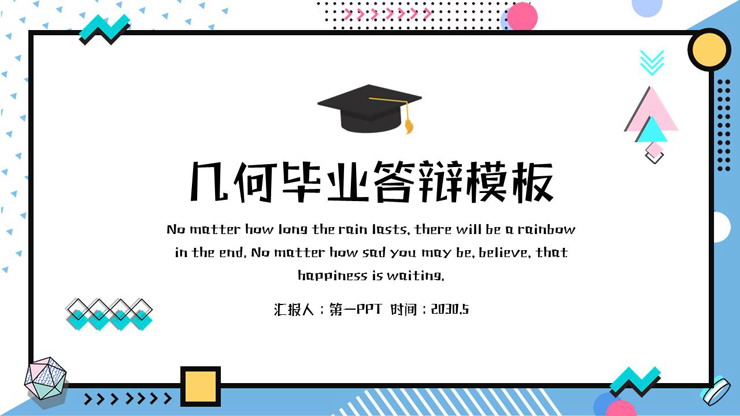 几何毕业答辩模板
No matter how long the rain lasts, there will be a rainbow
in the end. No matter how sad you may be, believe, that
happiness is waiting.
汇报人：第一PPT 时间：2030.5